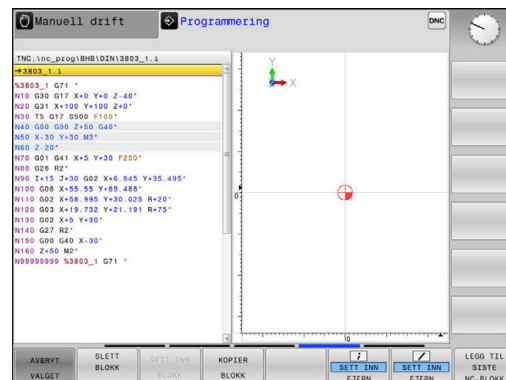 Manuell drift
Programmering
DNC
TNC:\nc_prog\BHB\DIN\3803_1.i
→3803_1.i
%3803_1 G71 *
N10 G30 G17 X+0 Y+0 Z-40*
N20 G31 X+100 Y+100 Z+0*
N30 T5 G17 S500 F100*
N40 G00 G90 Z+50 G40*
N50 X-30 Y+30 M3*
N60 Z-20*
N70 G01 G41 X+5 Y+30 F250*
N80 G26 R2*
N90 I+15 J+30 G02 X+6.645 Y+35.495*
N100 G06 X+55.55 Y+69.488*
N110 G02 X+58.995 Y+30.025 R+20*
N120 G03 X+19.732 Y+21.191 R+75*
N130 G02 X+5 Y+30*
N140 G27 R2*
N150 G00 G40 X-30*
N160 Z+50 M2*
N99999999 %3803_1 G71 *
Y
X
0
0
AVBRYT
VALGET
SLETT
BLOKK
SETT INN
BLOKK
KOPIER
BLOKK
SETT INN
FJERN
SETT INN
FJERN
LEGG TIL
SISTE
NC-BLOKK